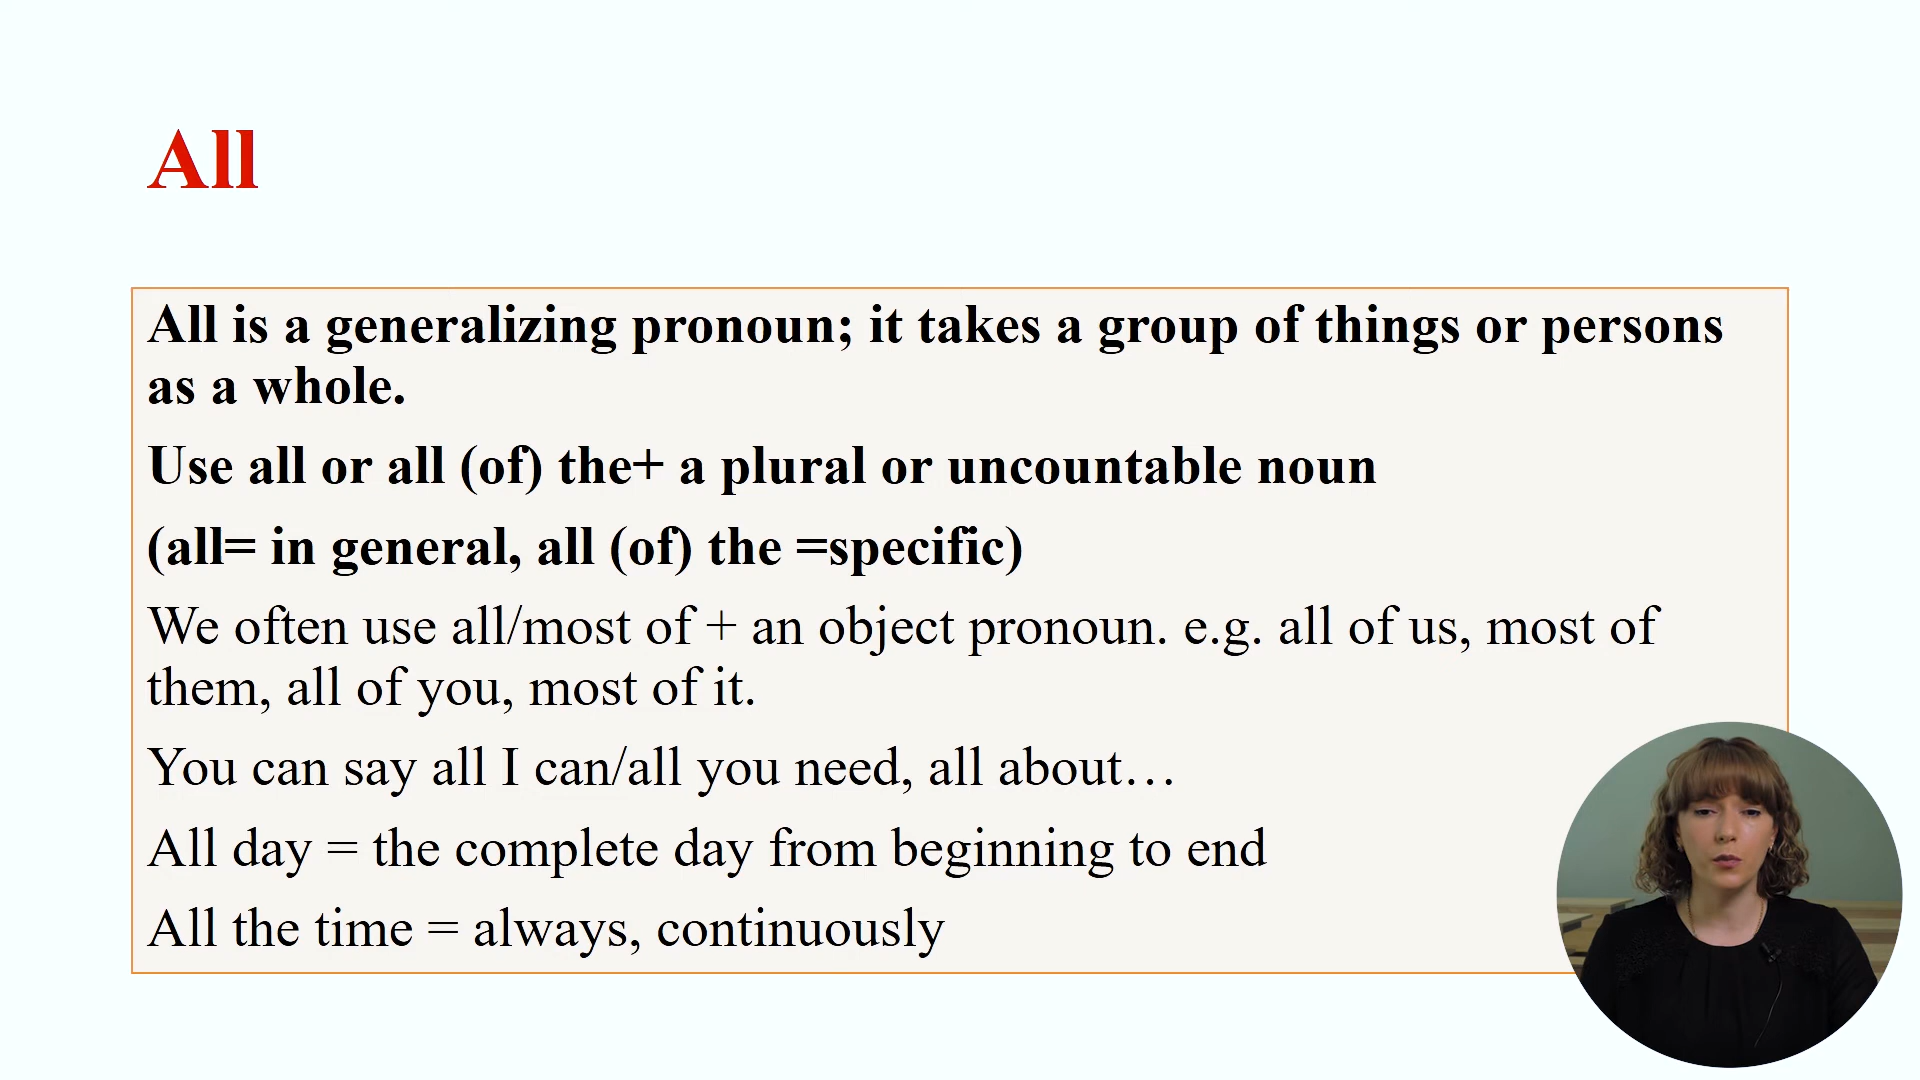 All
All is a generalizing pronoun; it takes a group of things or persons
as a whole.
Use all or all (of) the+ a plural or uncountable noun
(all= in general, all (of) the =specific)
We often use all/most of + an object pronoun. e.g. all of us, most of
them, all of you, most of it.
You can say all I can/all you need, all about…
All day = the complete day from beginning to end
All the time = always, continuously